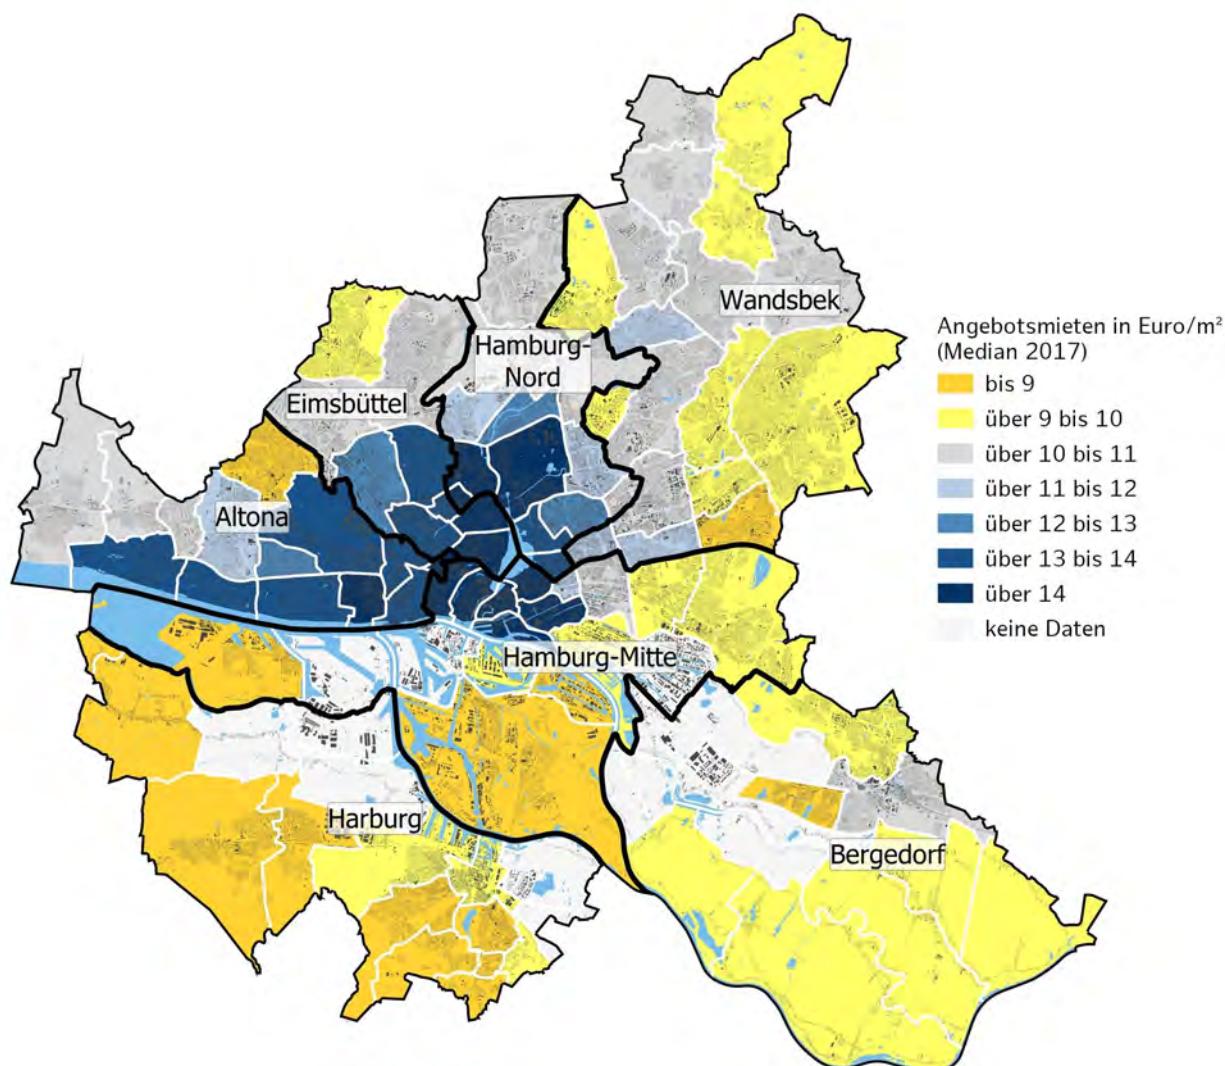 Wandsbek
Hamburg-
Nord
Eimsbüttel
Altona
Hamburg-Mitte
Harburg
Bergedorf
Angebotsmieten in Euro/m²
(Median 2017)
bis 9
über 9 bis 10
über 10 bis 11
über 11 bis 12
über 12 bis 13
über 13 bis 14
über 14
keine Daten